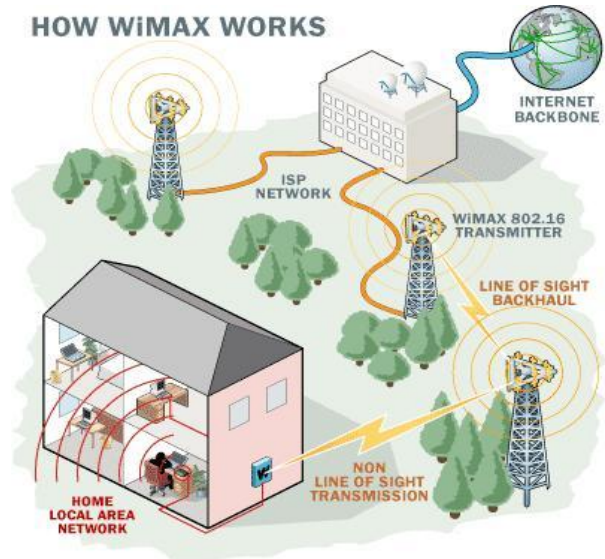 HOW WiMAX WORKS
INTERNET
BACKBONE
ISP
NETWORK
WiMAX 802.16
TRANSMITTER
LINE OF SIGHT
BACKHAUL
NON
LINE OF SIGHT
TRANSMISSION
HOME
LOCAL AREA
NETWORK